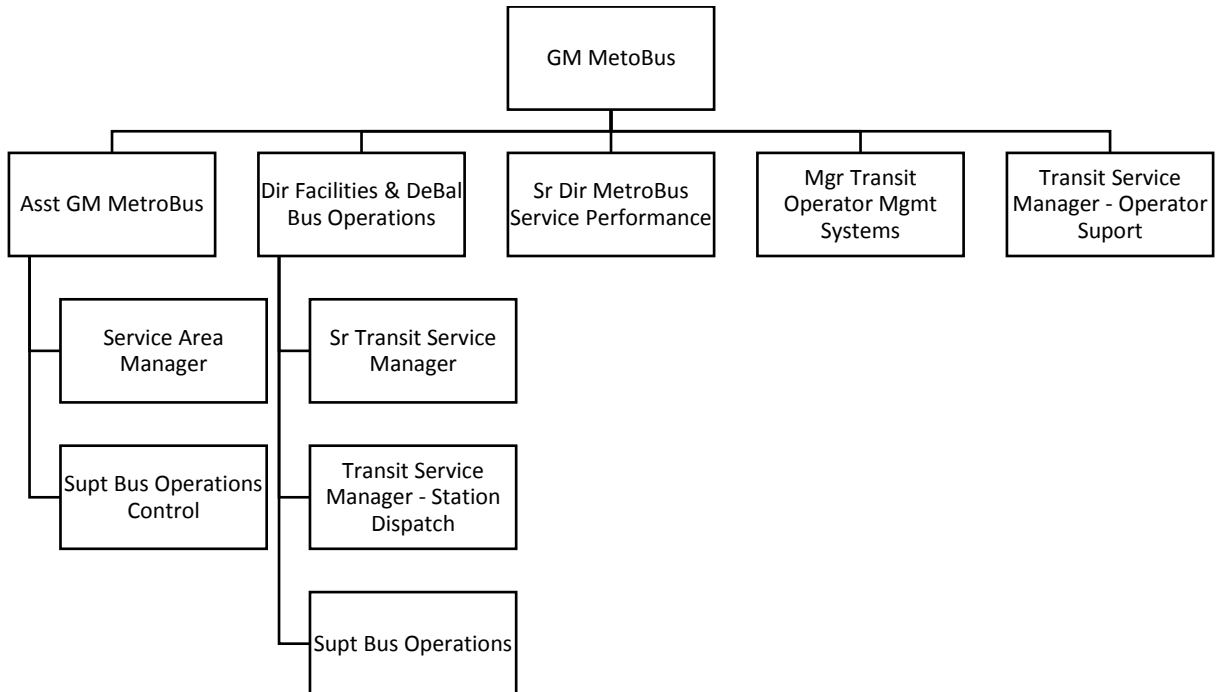 GM MetoBus
Asst GM MetroBus
Dir Facilities & DeBal
Bus Operations
Sr Dir MetroBus
Service Performance
Mgr Transit
Operator Mgmt
Systems
Transit Service
Manager - Operator
Suport
Service Area
Manager
Supt Bus Operations
Control
Sr Transit Service
Manager
Transit Service
Manager - Station
Dispatch
Supt Bus Operations